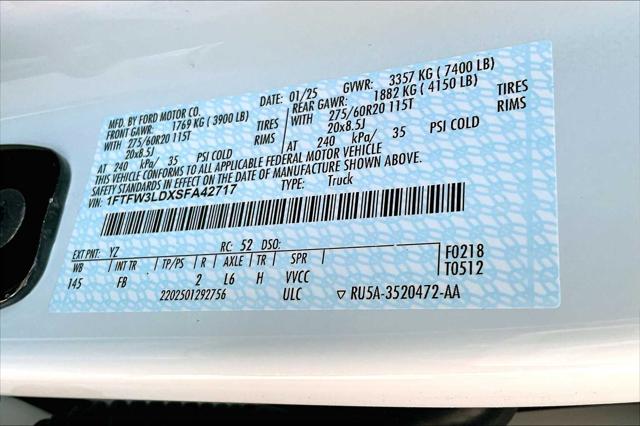 MFD. BY FORD MOTOR CO.
DATE: 01/25 GVWR: 3357 KG ( 7400 LB)
FRONT GAWR: 1769 KG ( 3900 LB) REAR GAWR: 1882 KG ( 4150 LB)
WITH 275/60R20 115T TIRES WITH 275/60R20 115T TIRES
20x8.5J RIMS 20x8.5J RIMS
AT 240 kPa/ 35 PSI COLD AT 240 kPa/ 35 PSI COLD
THIS VEHICLE CONFORMS TO ALL APPLICABLE FEDERAL MOTOR VEHICLE
SAFETY AND THEFT PREVENTION STANDARDS IN EFFECT ON THE DATE OF MANUFACTURE SHOWN ABOVE.
VIN: 1FTFW3LDXSFA42717 TYPE: Truck
EXT PNT: YZ RC: 52 DSO: F0218
WB INT TR TP/PS R AXLE TR SPR T0512
145 FB 2 L6 H VVCC
2202501292756 ULC ▽ RU5A-3520472-AA